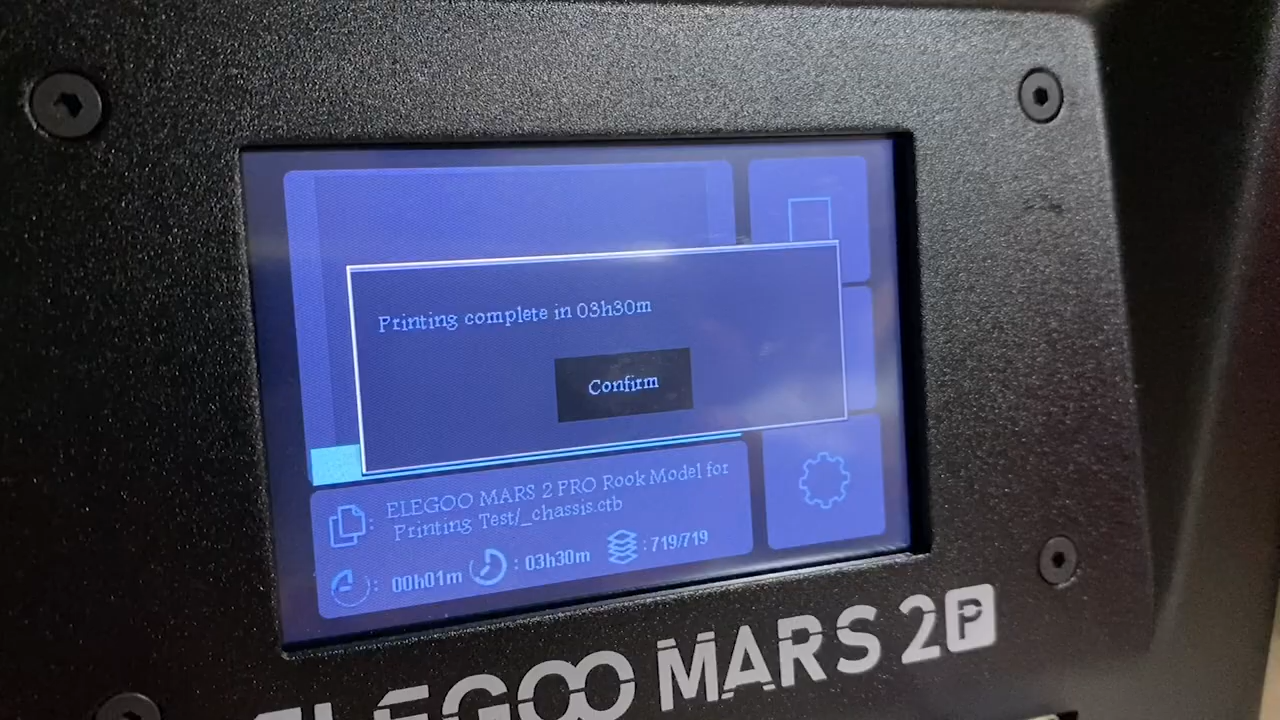 Printing complete in 03h30m
Confirm
ELEGOO MARS 2 PRO Rook Model for
Printing Test/_chassis.ctb
: 00h01m : 03h30m : 719/719
ELEGOO MARS 2P